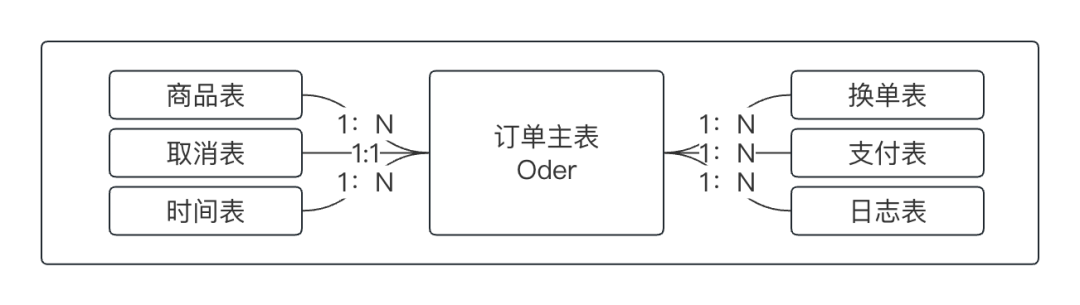 商品表
1： N
取消表
1:1
时间表
1： N
订单主表
Oder
1： N
换单表
1： N
支付表
1： N
日志表